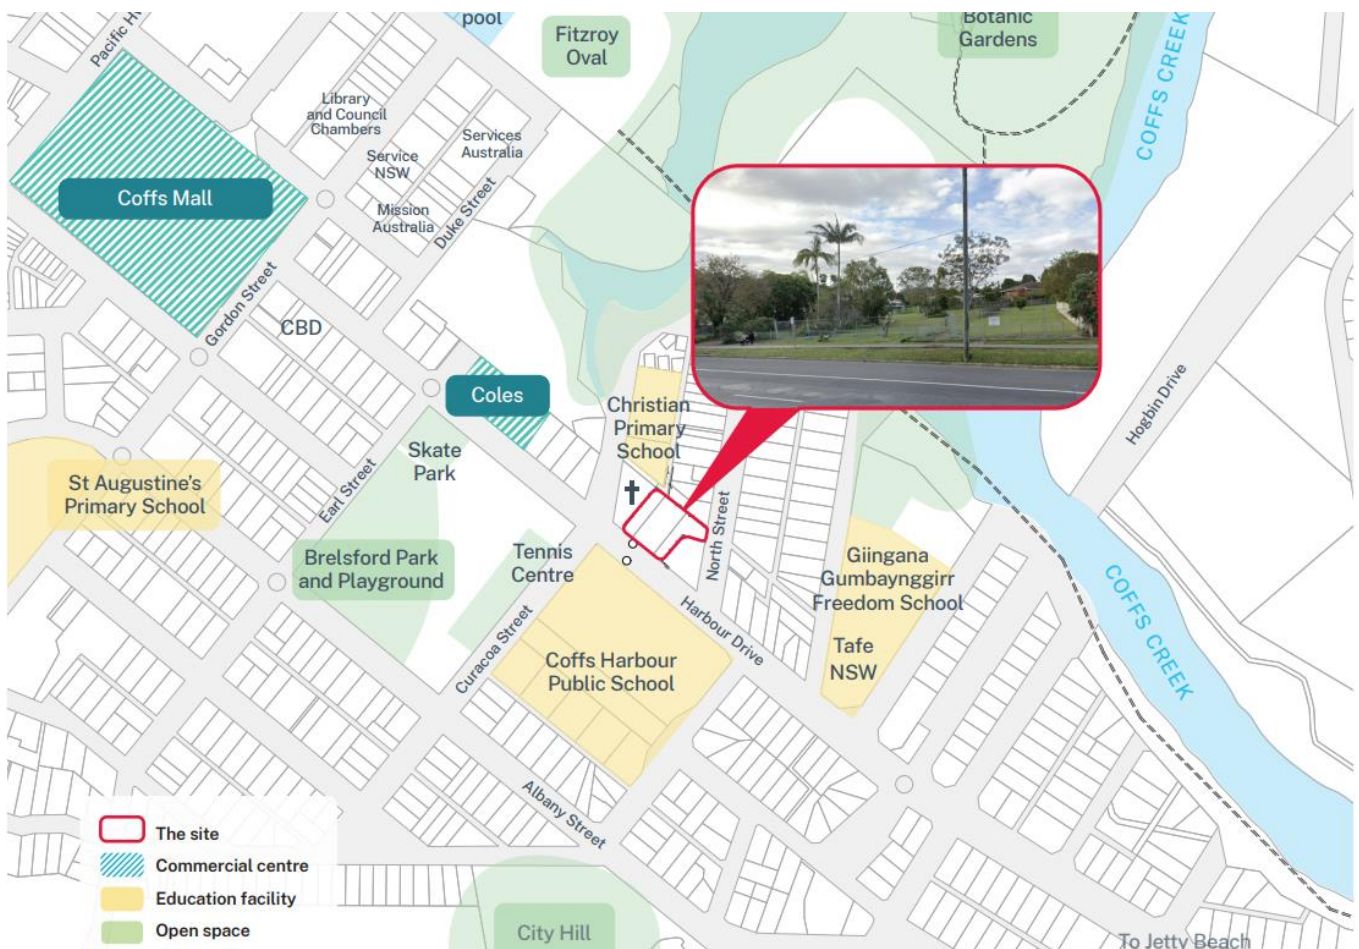 Pacific
pool
Fitzroy
Oval
Botanic
Gardens
COFFS CREEK
Library
and Council
Chambers
Services
Australia
Service
NSW
Coffs Mall
Mission
Australia
Duke Street
Gordon Street
CBD
Coles
Christian
Primary
School
Hogbin Drive
Skate
Park
St Augustine's
Primary School
Earl Street
North Street
Brelsford Park
and Playground
Tennis
Centre
Giingana
Gumbaynggirr
Freedom School
COFFS CREEK
Harbour Drive
Curacoa Street
Tafe
NSW
Coffs Harbour
Public School
Albany Street
The site
Commercial centre
Education facility
Open space
City Hill
To Jetty Beach